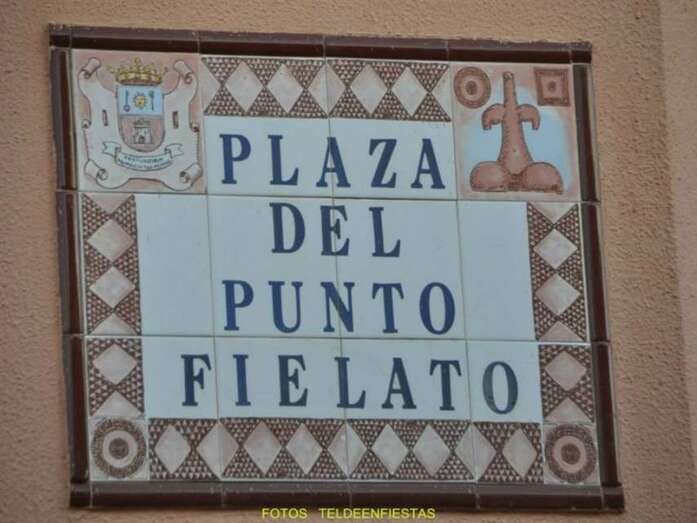 PLAZA
DEL
PUNTO
FIELATO
FOTOS TELDEENFIESTAS